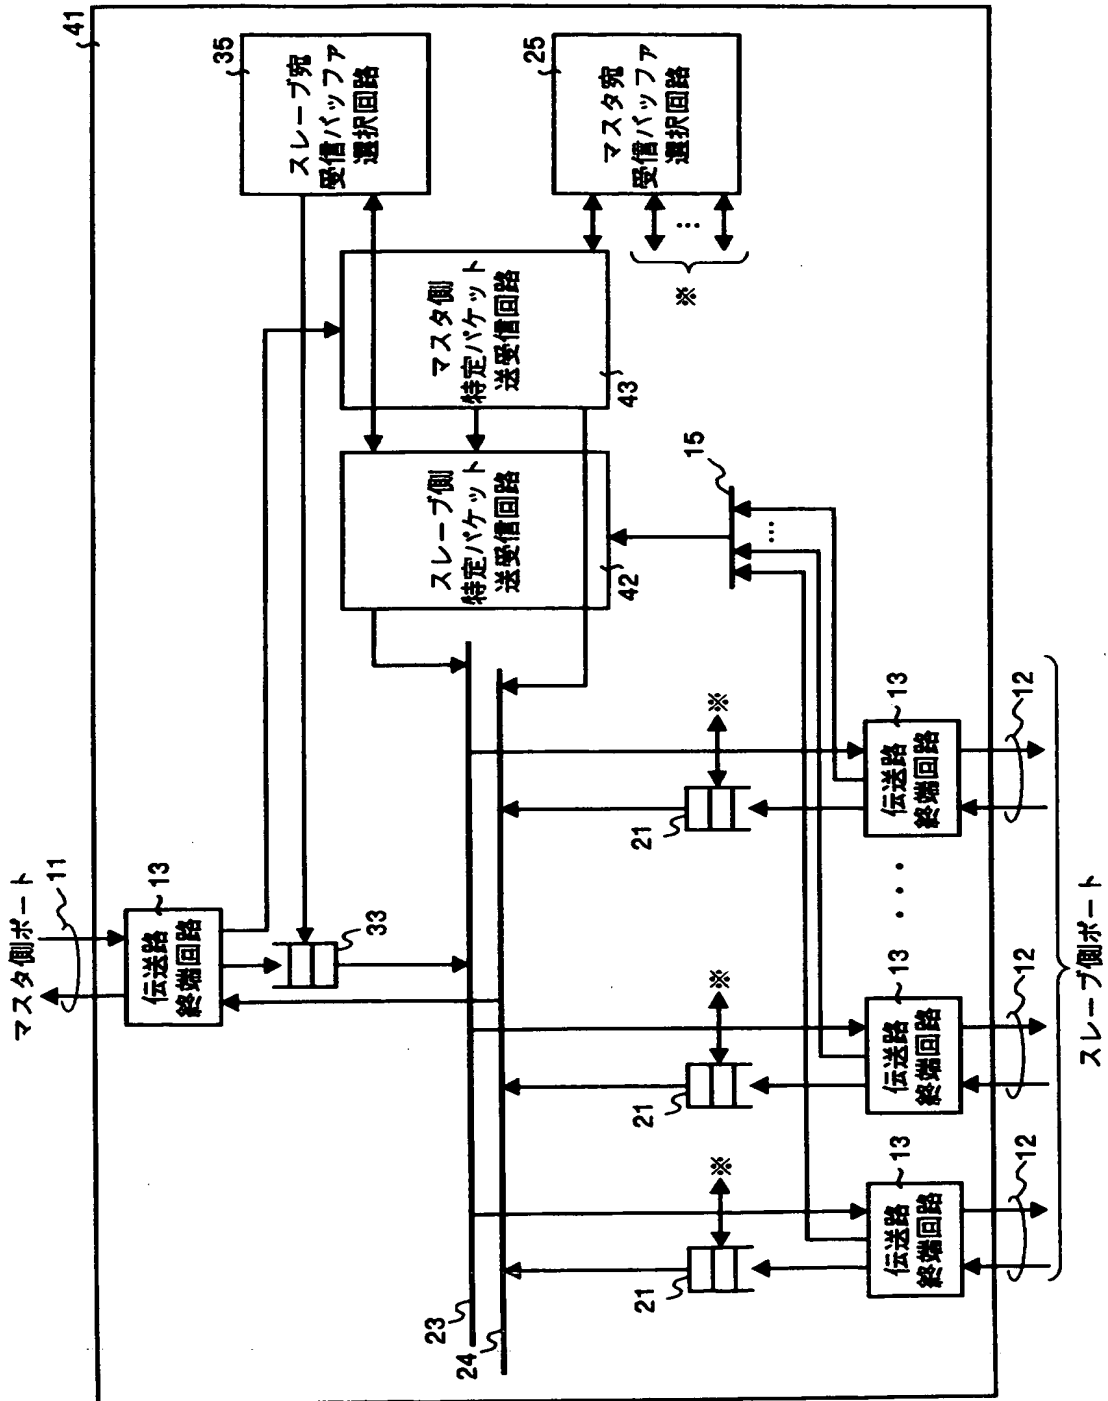 41
スレーブ宛
受信バッファ
選択回路
35
マスタ宛
受信バッファ
選択回路
25
※
…
マスタ側
特定パケット
送受信回路
43
スレーブ側
特定パケット
送受信回路
42
15
…
マスタ側ポート
11
伝送路
終端回路
13
33
23
24
21
※
21
※
21
※
伝送路
終端回路
13
12
伝送路
終端回路
13
12
・・・・
伝送路
終端回路
13
12
スレーブ側ポート